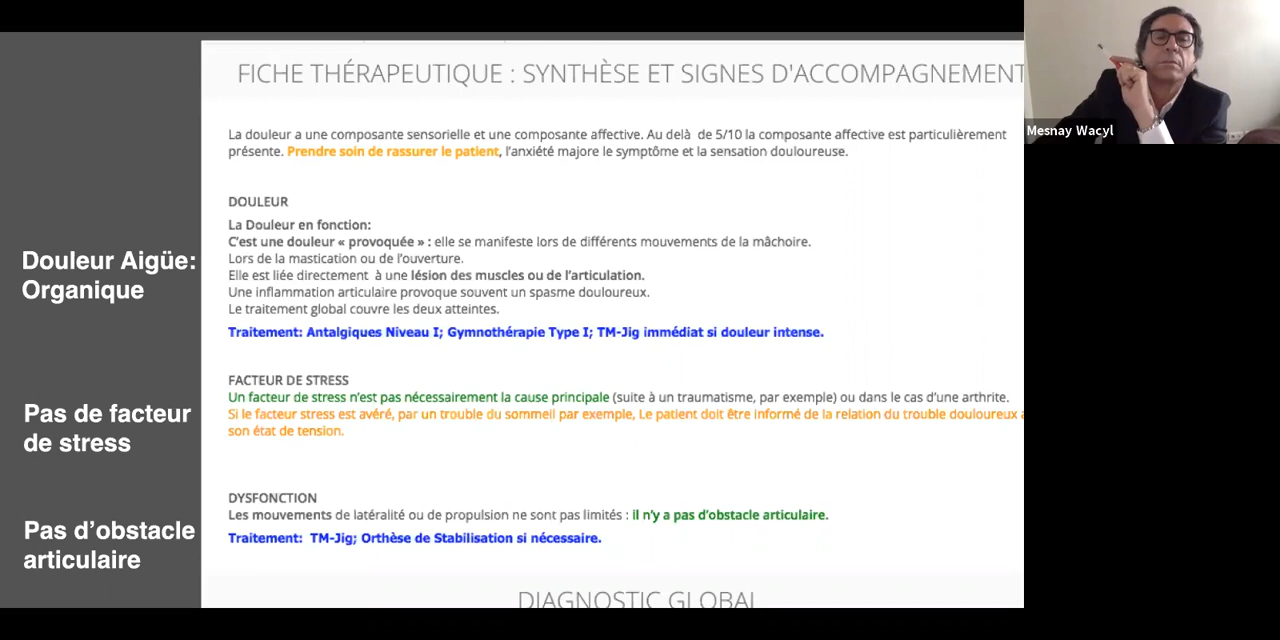 FICHE THÉRAPEUTIQUE : SYNTHÈSE ET SIGNES D'ACCOMPAGNEMENT
Mesnay Wacyl
La douleur a une composante sensorielle et une composante affective. Au delà de 5/10 la composante affective est particulièrement
présente. Prendre soin de rassurer le patient, l'anxiété majore le symptôme et la sensation douloureuse.
DOULEUR
La Douleur en fonction:
C'est une douleur « provoquée » : elle se manifeste lors de différents mouvements de la mâchoire.
Lors de la mastication ou de l'ouverture.
Elle est liée directement à une lésion des muscles ou de l'articulation.
Une inflammation articulaire provoque souvent un spasme douloureux.
Le traitement global couvre les deux atteintes.
Traitement: Antalgiques Niveau I; Gymnothérapie Type I; TM-Jig immédiat si douleur intense.
Douleur Aigüe:
Organique
FACTEUR DE STRESS
Un facteur de stress n'est pas nécessairement la cause principale (suite à un traumatisme, par exemple) ou dans le cas d'une arthrite.
Si le facteur stress est avéré, par un trouble du sommeil par exemple, Le patient doit être informé de la relation du trouble douloureux a
son état de tension.
Pas de facteur
de stress
DYSFONCTION
Les mouvements de latéralité ou de propulsion ne sont pas limités : il n'y a pas d'obstacle articulaire.
Traitement: TM-Jig; Orthèse de Stabilisation si nécessaire.
Pas d'obstacle
articulaire
DIAGNOSTIC GLOBAL